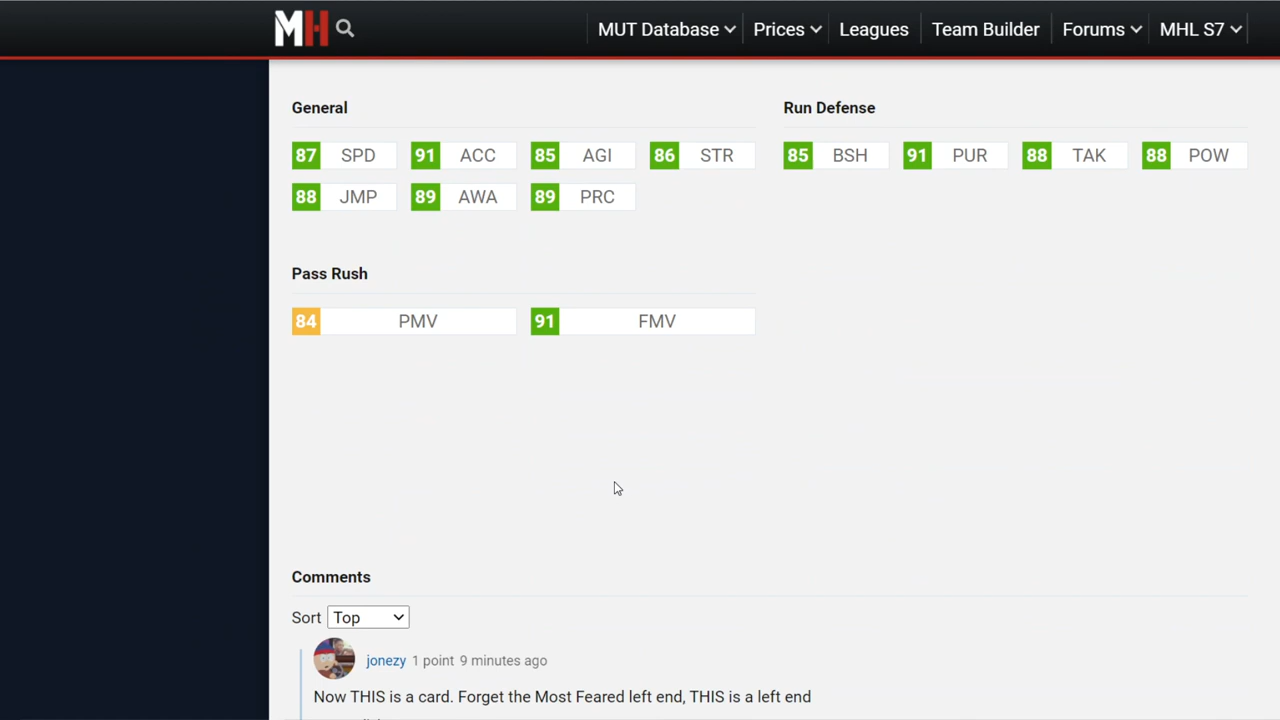 MH MUT Database Prices Leagues Team Builder Forums MHL S7
General
87 SPD 91 ACC 85 AGI 86 STR
88 JMP 89 AWA 89 PRC
Run Defense
85 BSH 91 PUR 88 TAK 88 POW
Pass Rush
84 PMV 91 FMV
Comments
Sort Top
jonezy 1 point 9 minutes ago
Now THIS is a card. Forget the Most Feared left end, THIS is a left end